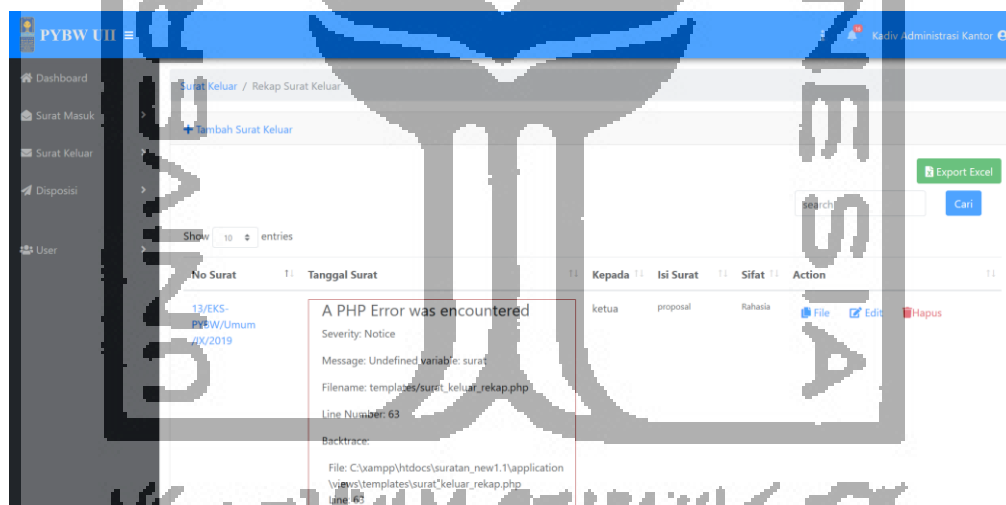 PYBW UII
Kadiv Administrasi Kantor
Dashboard
Surat Masuk
Surat Keluar
Disposisi
User
Surat Keluar / Rekap Surat Keluar
Tambah Surat Keluar
Export Excel
search
Cari
Show 10 entries
No Surat Tanggal Surat Kepada Isi Surat Sifat Action
13/EKS-
PYBW/Umum
/IX/2019
A PHP Error was encountered
Severity: Notice
Message: Undefined variable: surat
Filename: templates/surat_keluar_rekap.php
Line Number: 63
Backtrace:
File: C:\xampp\htdocs\suratan_new1.1\application
\views\templates\surat_keluar_rekap.php
Line: 63
ketua
proposal
Rahasia
File Edit Hapus